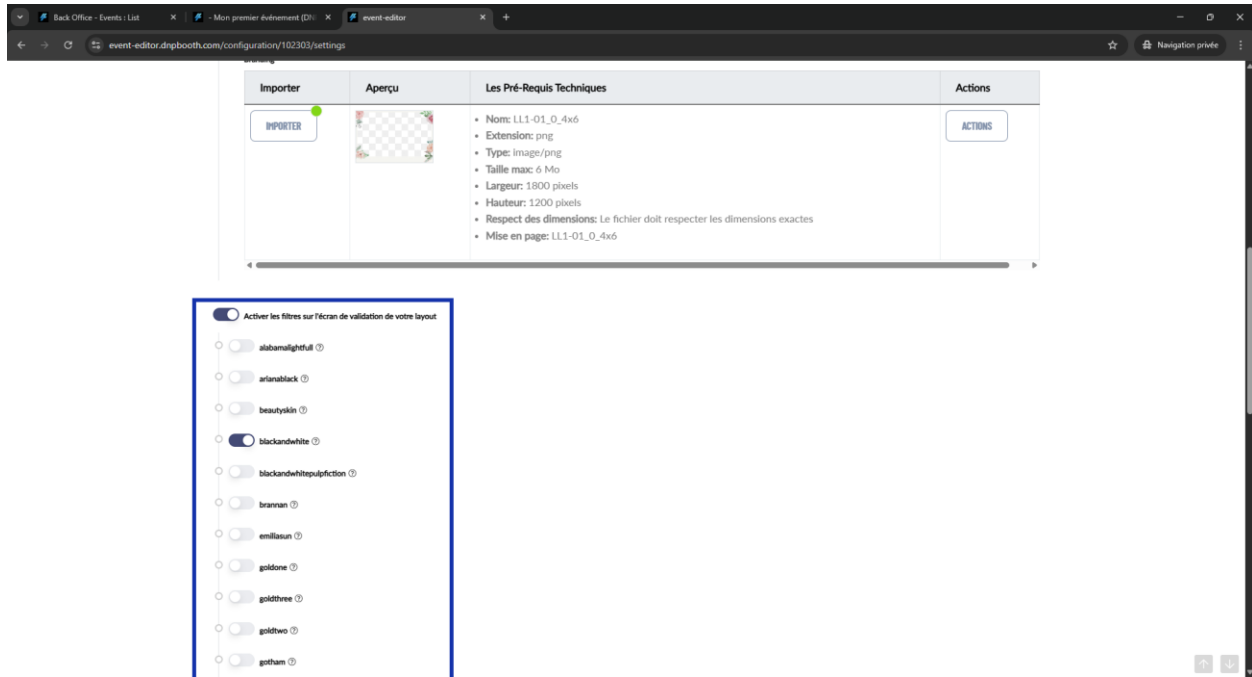 Back Office - Events : List
- Mon premier événement (DN
event-editor
event-editor.dnpbooth.com/configuration/102303/settings
Navigation privée
Importer
Aperçu
Les Pré-Requis Techniques
Actions
IMPORTER
Nom: LL1-01_0_4x6
Extension: png
Type: image/png
Taille max: 6 Mo
Largeur: 1800 pixels
Hauteur: 1200 pixels
Respect des dimensions: Le fichier doit respecter les dimensions exactes
Mise en page: LL1-01_0_4x6
ACTIONS
Activer les filtres sur l'écran de validation de votre layout
alabamalightfull
arianablack
beautyskin
blackandwhite
blackandwhitepulpfiction
brannan
emiliasun
goldone
goldthree
goldtwo
gotham